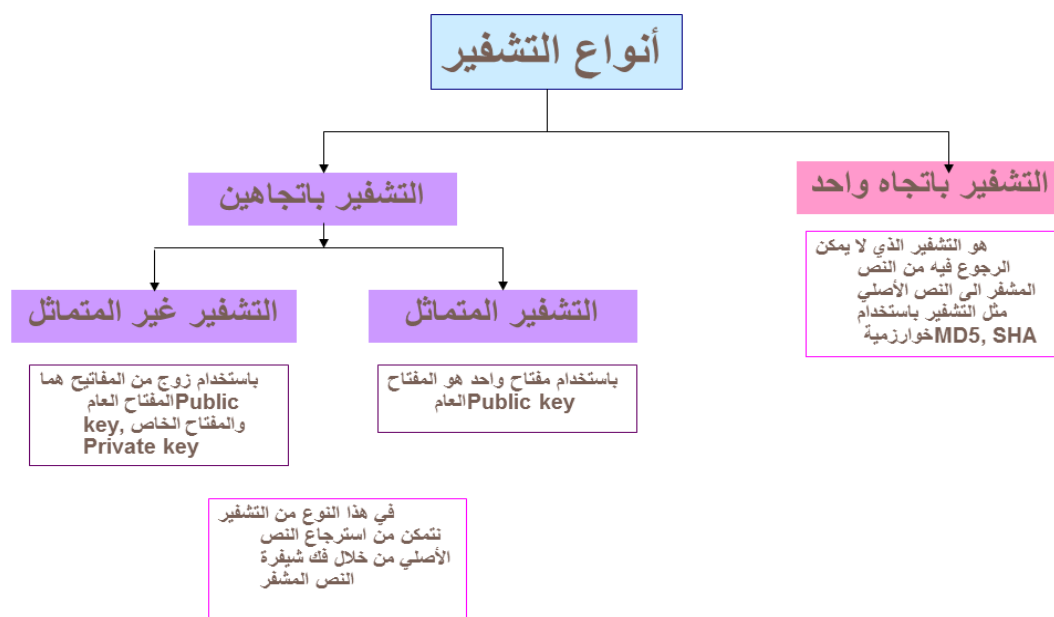 أنواع التشفير
التشفير باتجاه واحد
هو التشفير الذي لا يمكن
الرجوع فيه من النص
المشفر الى النص الأصلي
مثل التشفير باستخدام
خوارزمية MD5, SHA
التشفير باتجاهين
التشفير المتماثل
باستخدام مفتاح واحد هو المفتاح
العام Public key
التشفير غير المتماثل
باستخدام زوج من المفاتيح هما
المفتاح العام Public
key, والمفتاح الخاص
Private key
في هذا النوع من التشفير
نتمكن من استرجاع النص
الأصلي من خلال فك شيفرة
النص المشفر